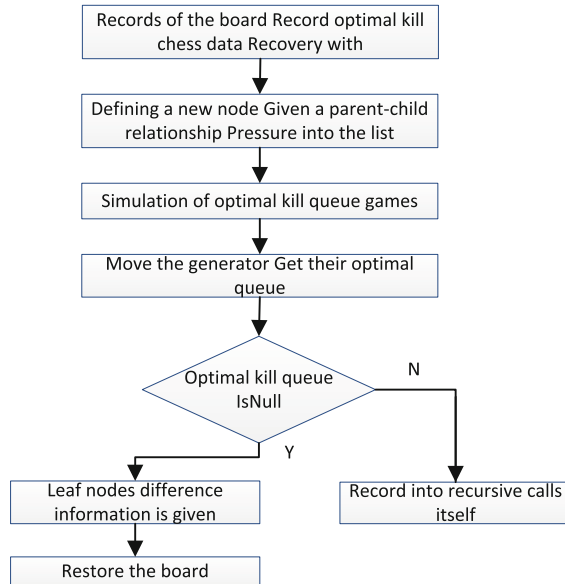 Records of the board Record optimal kill
chess data Recovery with
Defining a new node Given a parent-child
relationship Pressure into the list
Simulation of optimal kill queue games
Move the generator Get their optimal
queue
Optimal kill queue
IsNull
N
Y
Leaf nodes difference
information is given
Record into recursive calls
itself
Restore the board